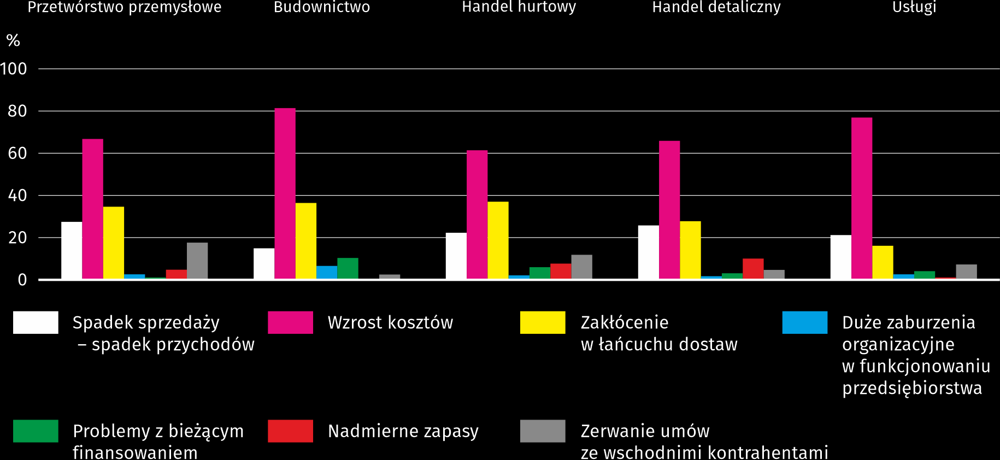 Przetwórstwo przemysłowe
Budownictwo
Handel hurtowy
Handel detaliczny
Usługi
%
100
80
60
40
20
0
Spadek sprzedaży
– spadek przychodów
Wzrost kosztów
Zakłócenie
w łańcuchu dostaw
Duże zaburzenia
organizacyjne
w funkcjonowaniu
przedsiębiorstwa
Problemy z bieżącym
finansowaniem
Nadmierne zapasy
Zerwanie umów
ze wschodnimi kontrahentami